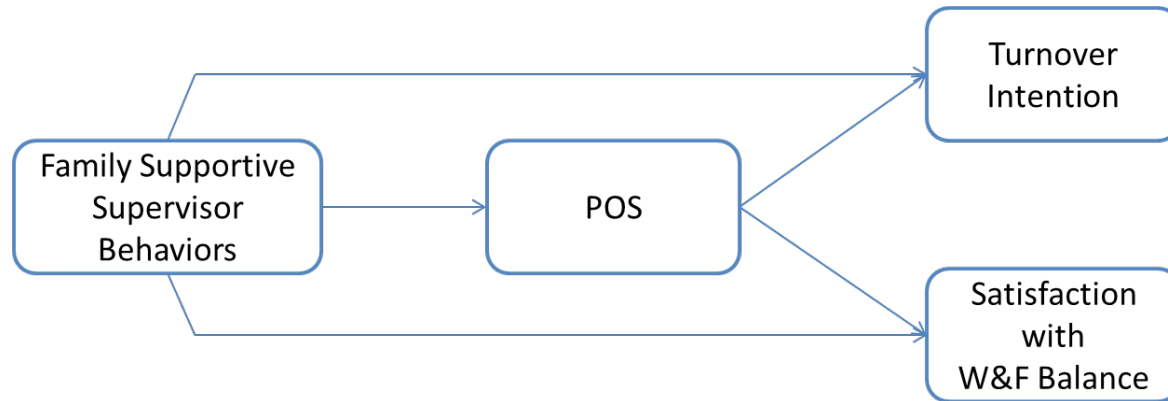 Turnover
Intention
Family Supportive
Supervisor
Behaviors
POS
Satisfaction
with
W&F Balance